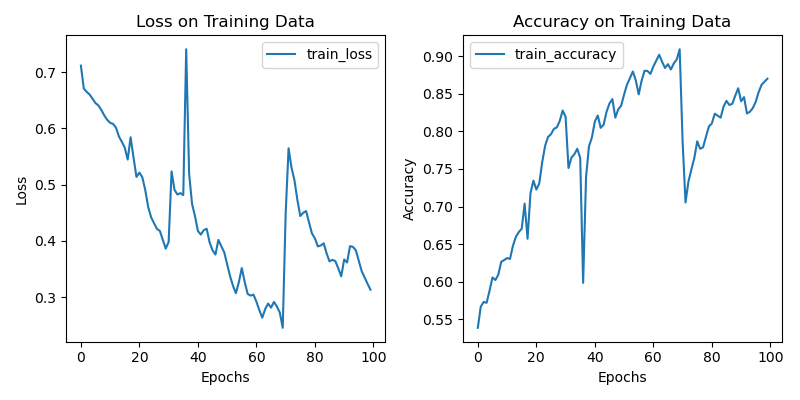 Loss on Training Data
train_loss
0.7
0.6
0.5
0.4
0.3
Loss
0 20 40 60 80 100
Epochs
Accuracy on Training Data
train_accuracy
0.90
0.85
0.80
0.75
0.70
0.65
0.60
0.55
Accuracy
0 20 40 60 80 100
Epochs